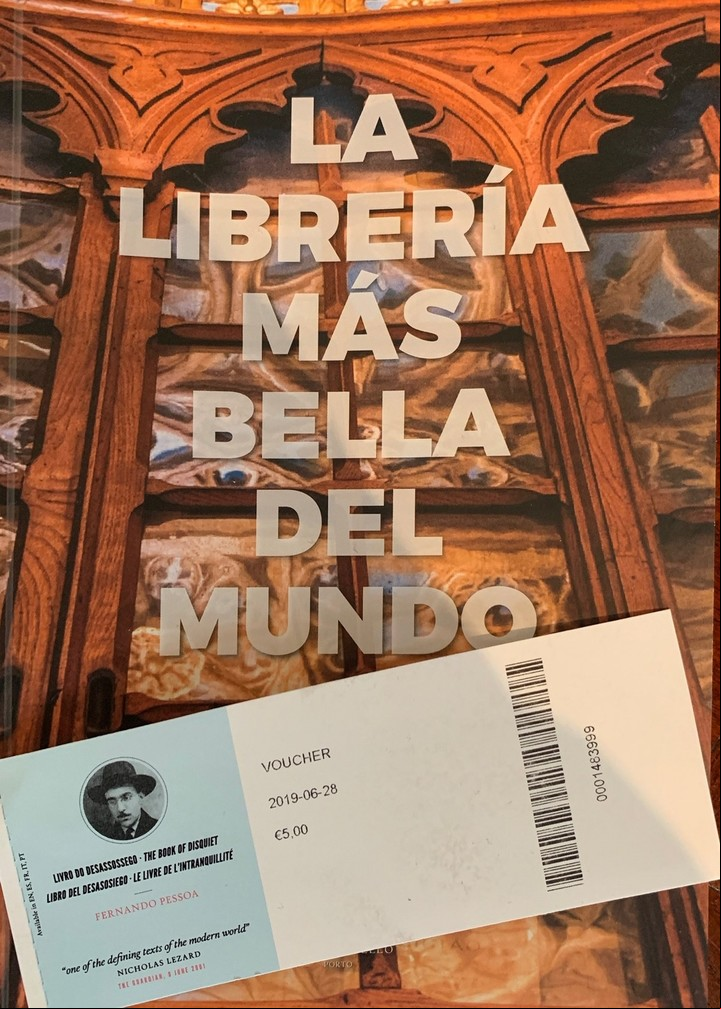 LA
LIBRERÍA
MÁS
BELLA
DEL
MUNDO
VOUCHER
2019-06-28
€5,00
0001483999
LIVRO DO DESASSOSSEGO · THE BOOK OF DISQUIET
LIBRO DEL DESASOSIEGO · LE LIVRE DE L'INTRANQUILLITÉ
FERNANDO PESSOA
"one of the defining texts of the modern world"
NICHOLAS LEZARD
THE GUARDIAN, 9 JUNE 2001
Available in EN, ES, FR, IT, PT
PORTO